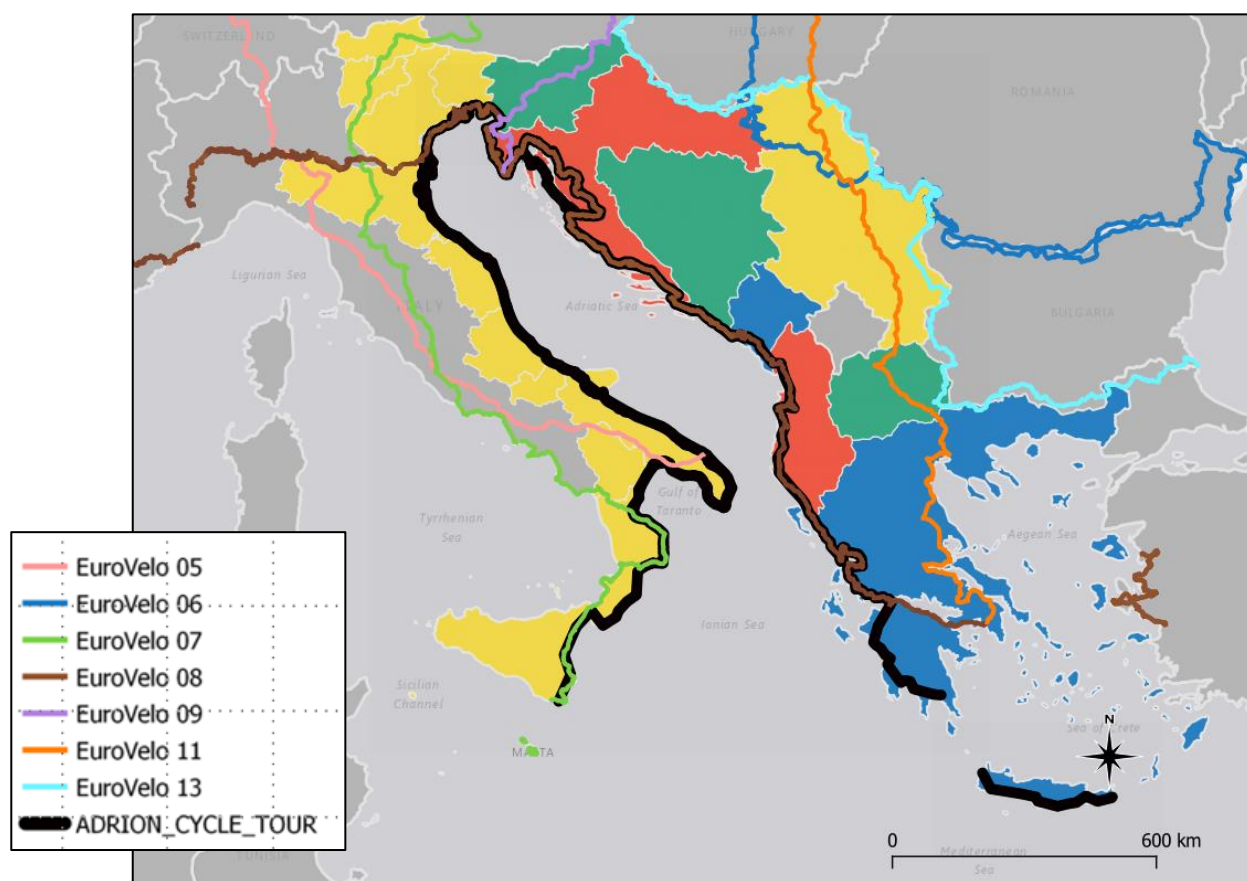 SWITZERLAND
HUNGARY
ROMANIA
Ligurian Sea
ITALY
Adriatic Sea
BULGARIA
Tyrrhenian
Sea
Gulf of
Taranto
Aegean Sea
Ionian Sea
Sicilian
Channel
MALTA
Sea of Crete
N
EuroVelo 05
EuroVelo 06
EuroVelo 07
EuroVelo 08
EuroVelo 09
EuroVelo 11
EuroVelo 13
ADRION_CYCLE_TOUR
TUNISIA
0 600 km
Mediterranean
Sea